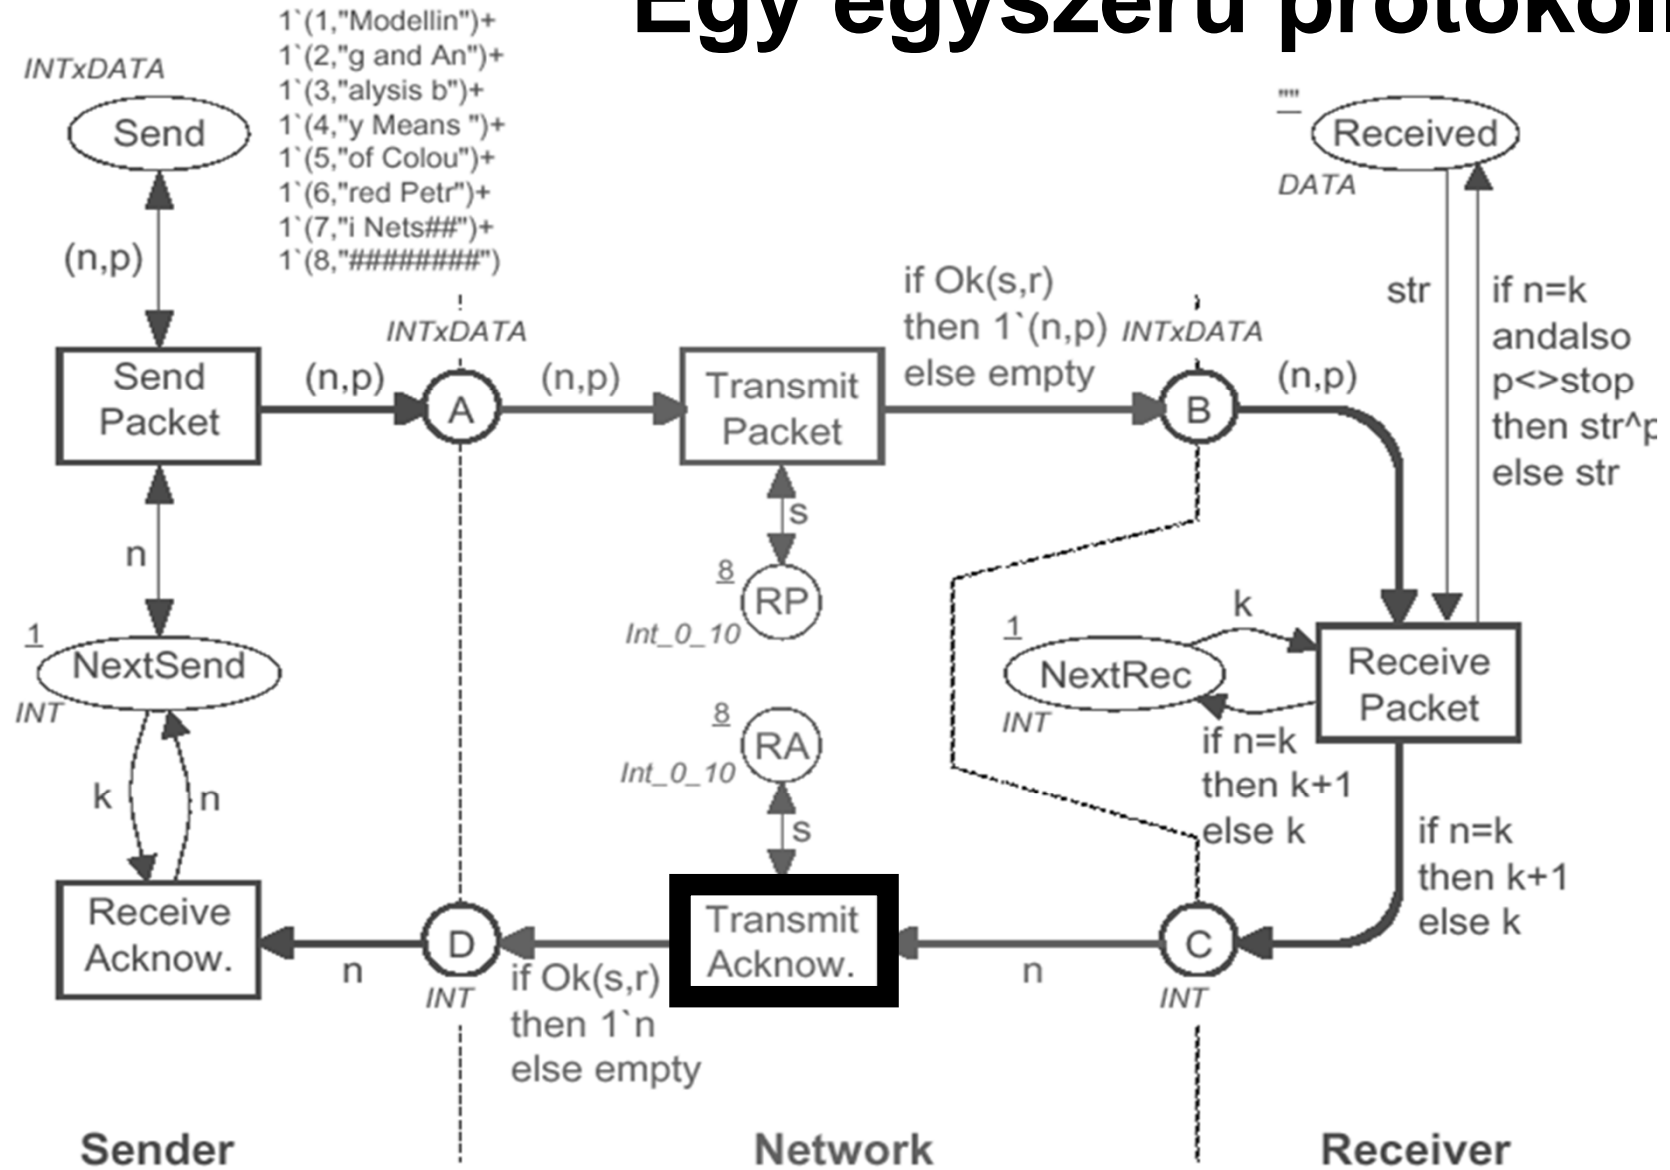 Egy egyszerű protokoll
1`(1,"Modellin")+
1`(2,"g and An")+
1`(3,"alysis b")+
1`(4,"y Means ")+
1`(5,"of Colou")+
1`(6,"red Petr")+
1`(7,"i Nets##")+
1`(8,"########")
INTxDATA
Send
(n,p)
""
Received
DATA
str
if n=k
andalso
p<>stop
then str^p
else str
Send
Packet
(n,p)
INTxDATA
A
(n,p)
Transmit
Packet
if Ok(s,r)
then 1`(n,p)
else empty
INTxDATA
B
(n,p)
n
s
8
RP
Int_0_10
1
NextSend
INT
8
RA
Int_0_10
s
1
NextRec
INT
k
Receive
Packet
if n=k
then k+1
else k
if n=k
then k+1
else k
k
n
Receive
Acknow.
n
D
INT
if Ok(s,r)
then 1`n
else empty
Transmit
Acknow.
n
C
INT
Sender
Network
Receiver